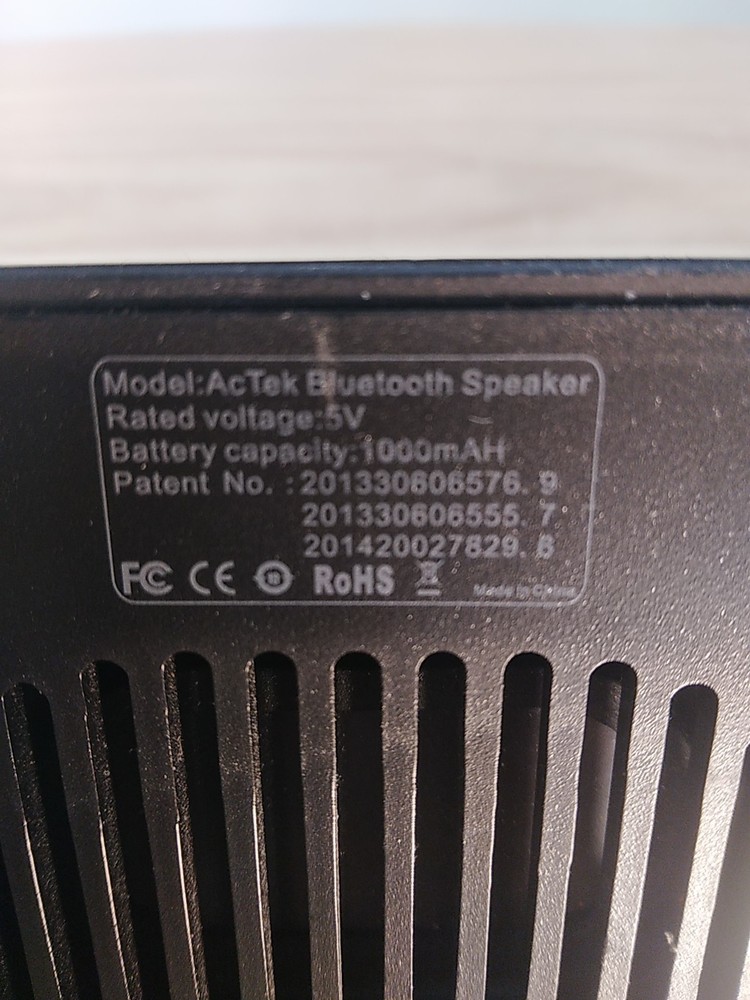 Model:AcTek Bluetooth Speaker
Rated voltage:5V
Battery capacity:1000mAH
Patent No. :201330606576. 9
201330606555. 7
201420027829. 6
FC CE RoHS Made in China